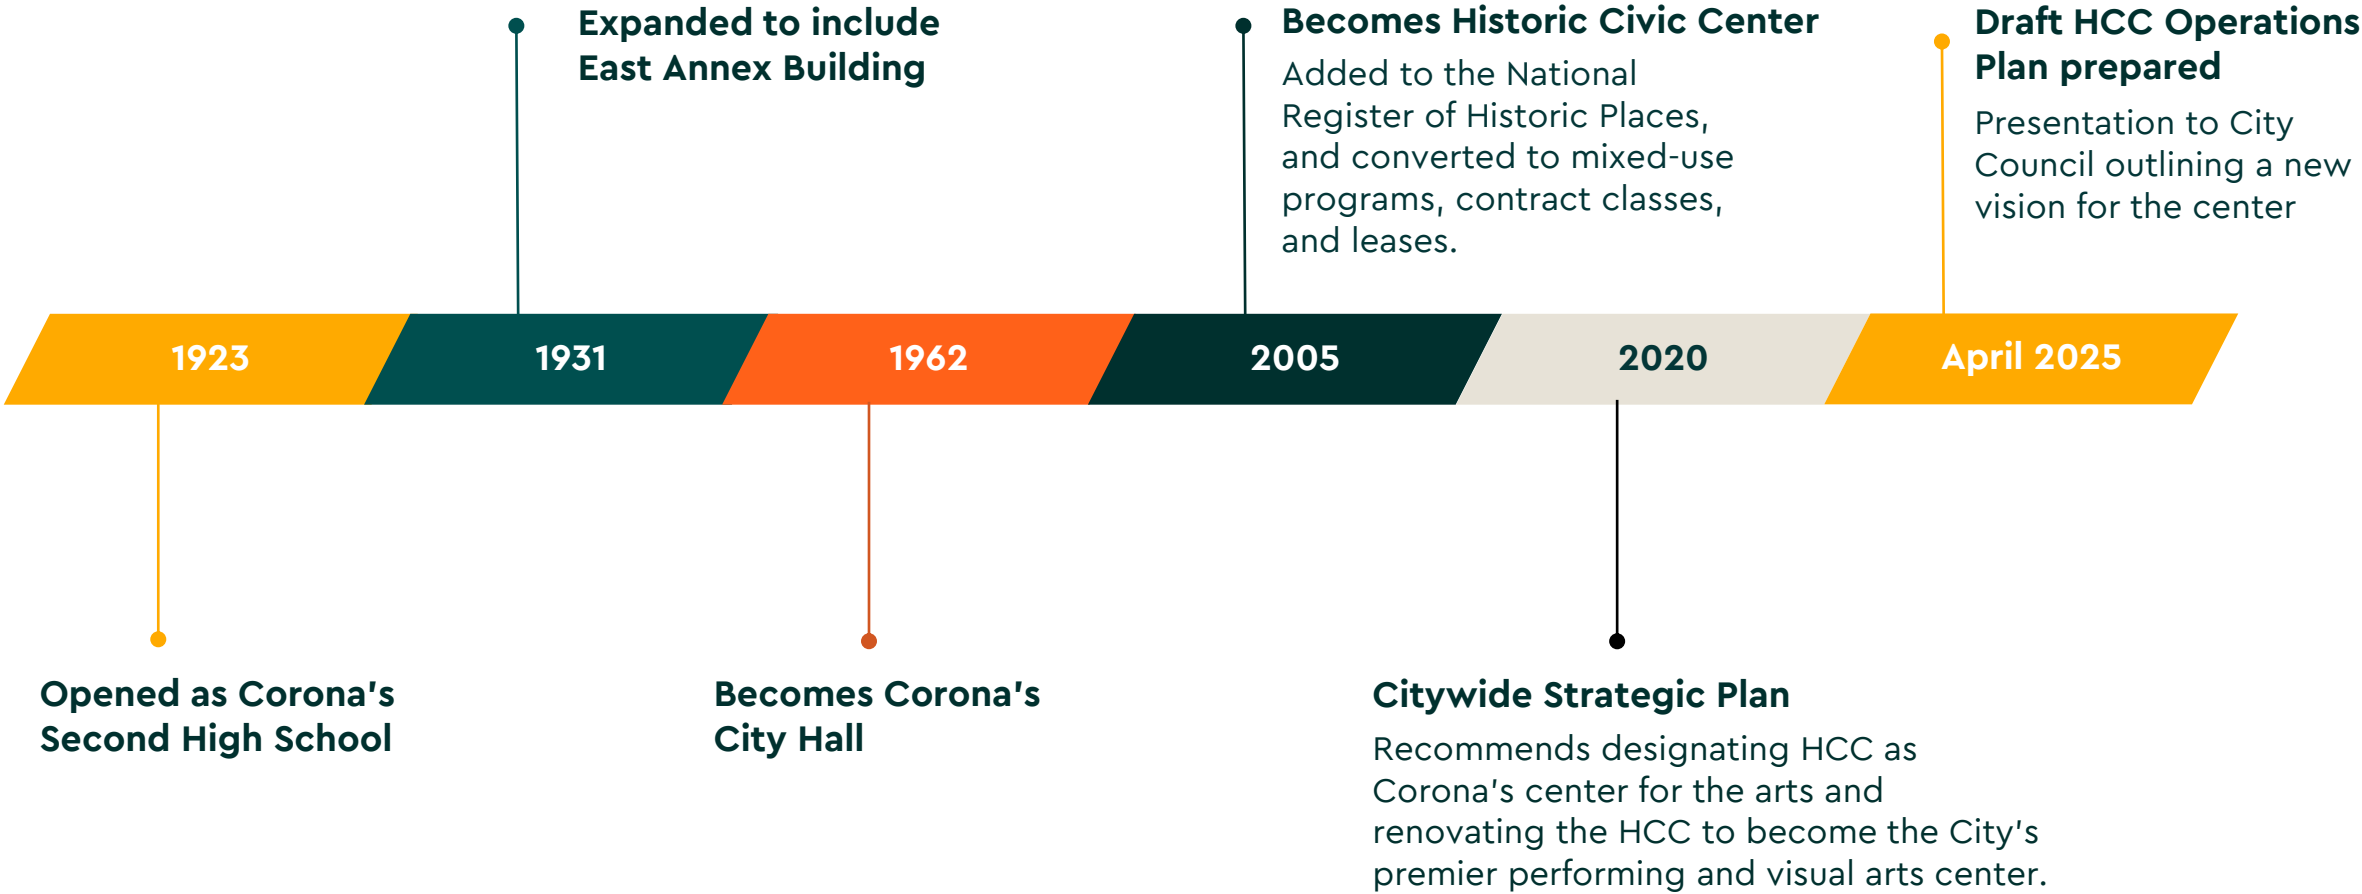 Expanded to include
East Annex Building
Becomes Historic Civic Center
Added to the National
Register of Historic Places,
and converted to mixed-use
programs, contract classes,
and leases.
Draft HCC Operations
Plan prepared
Presentation to City
Council outlining a new
vision for the center
1923
1931
1962
2005
2020
April 2025
Opened as Corona's
Second High School
Becomes Corona's
City Hall
Citywide Strategic Plan
Recommends designating HCC as
Corona's center for the arts and
renovating the HCC to become the City's
premier performing and visual arts center.